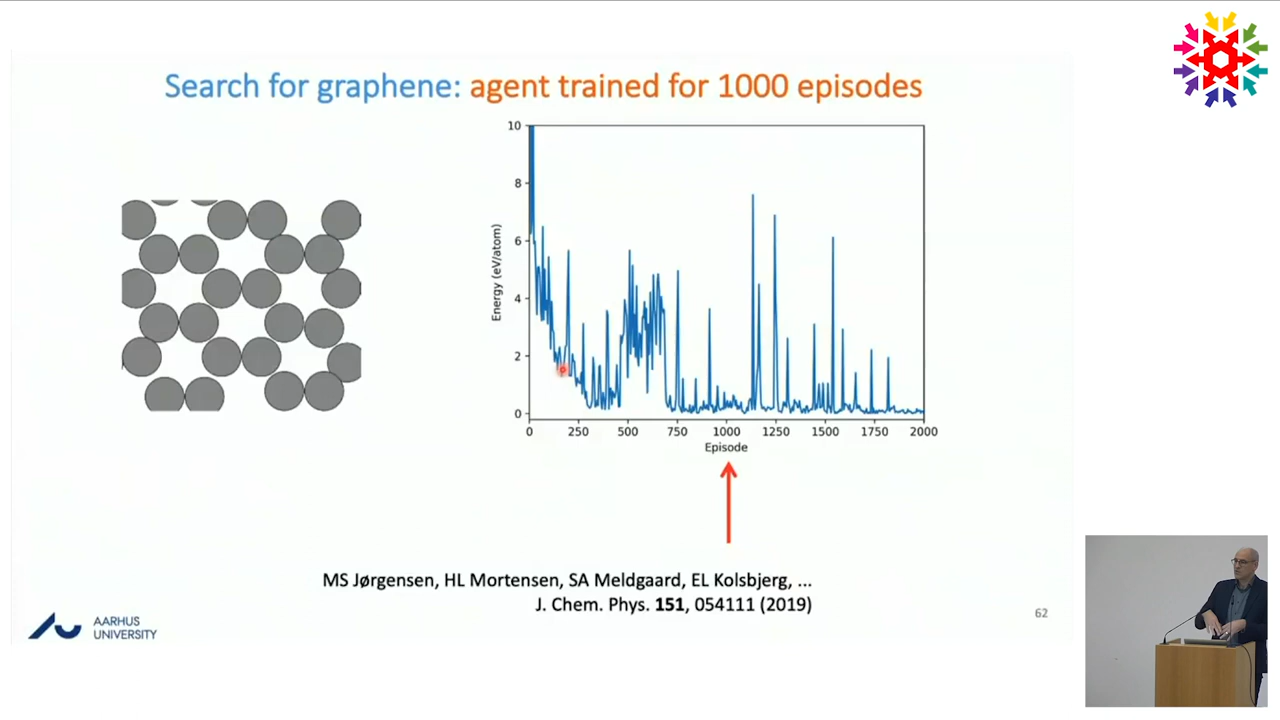 Search for graphene: agent trained for 1000 episodes
10
8
6
4
2
0
Energy (eV/atom)
0 250 500 750 1000 1250 1500 1750 2000
Episode
MS Jørgensen, HL Mortensen, SA Meldgaard, EL Kolsbjerg, ...
J. Chem. Phys. 151, 054111 (2019)
AARHUS
UNIVERSITY
62